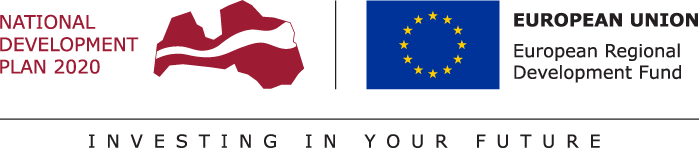 NATIONAL
DEVELOPMENT
PLAN 2020
EUROPEAN UNION
European Regional
Development Fund
INVESTING IN YOUR FUTURE